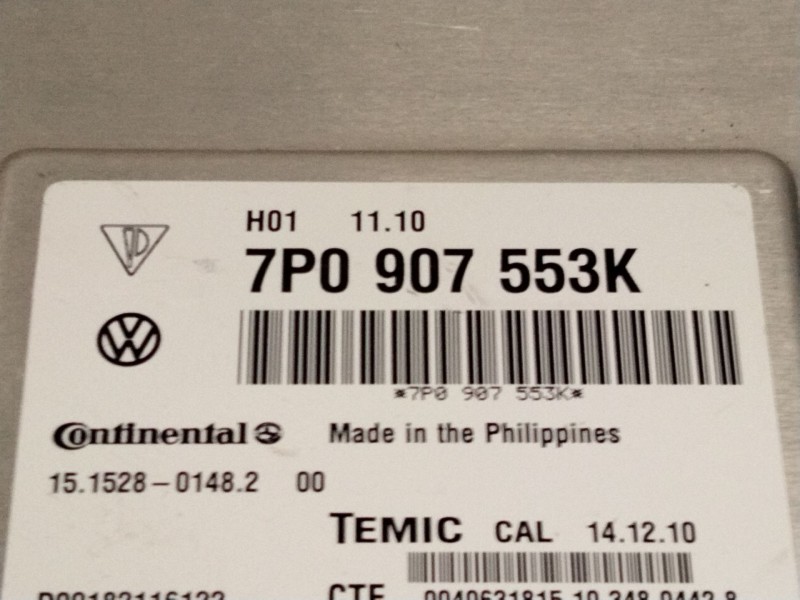 H01 11.10
7P0 907 553K
*7P0 907 553K*
Continental Made in the Philippines
15.1528-0148.2 00
TEMIC CAL 14.12.10